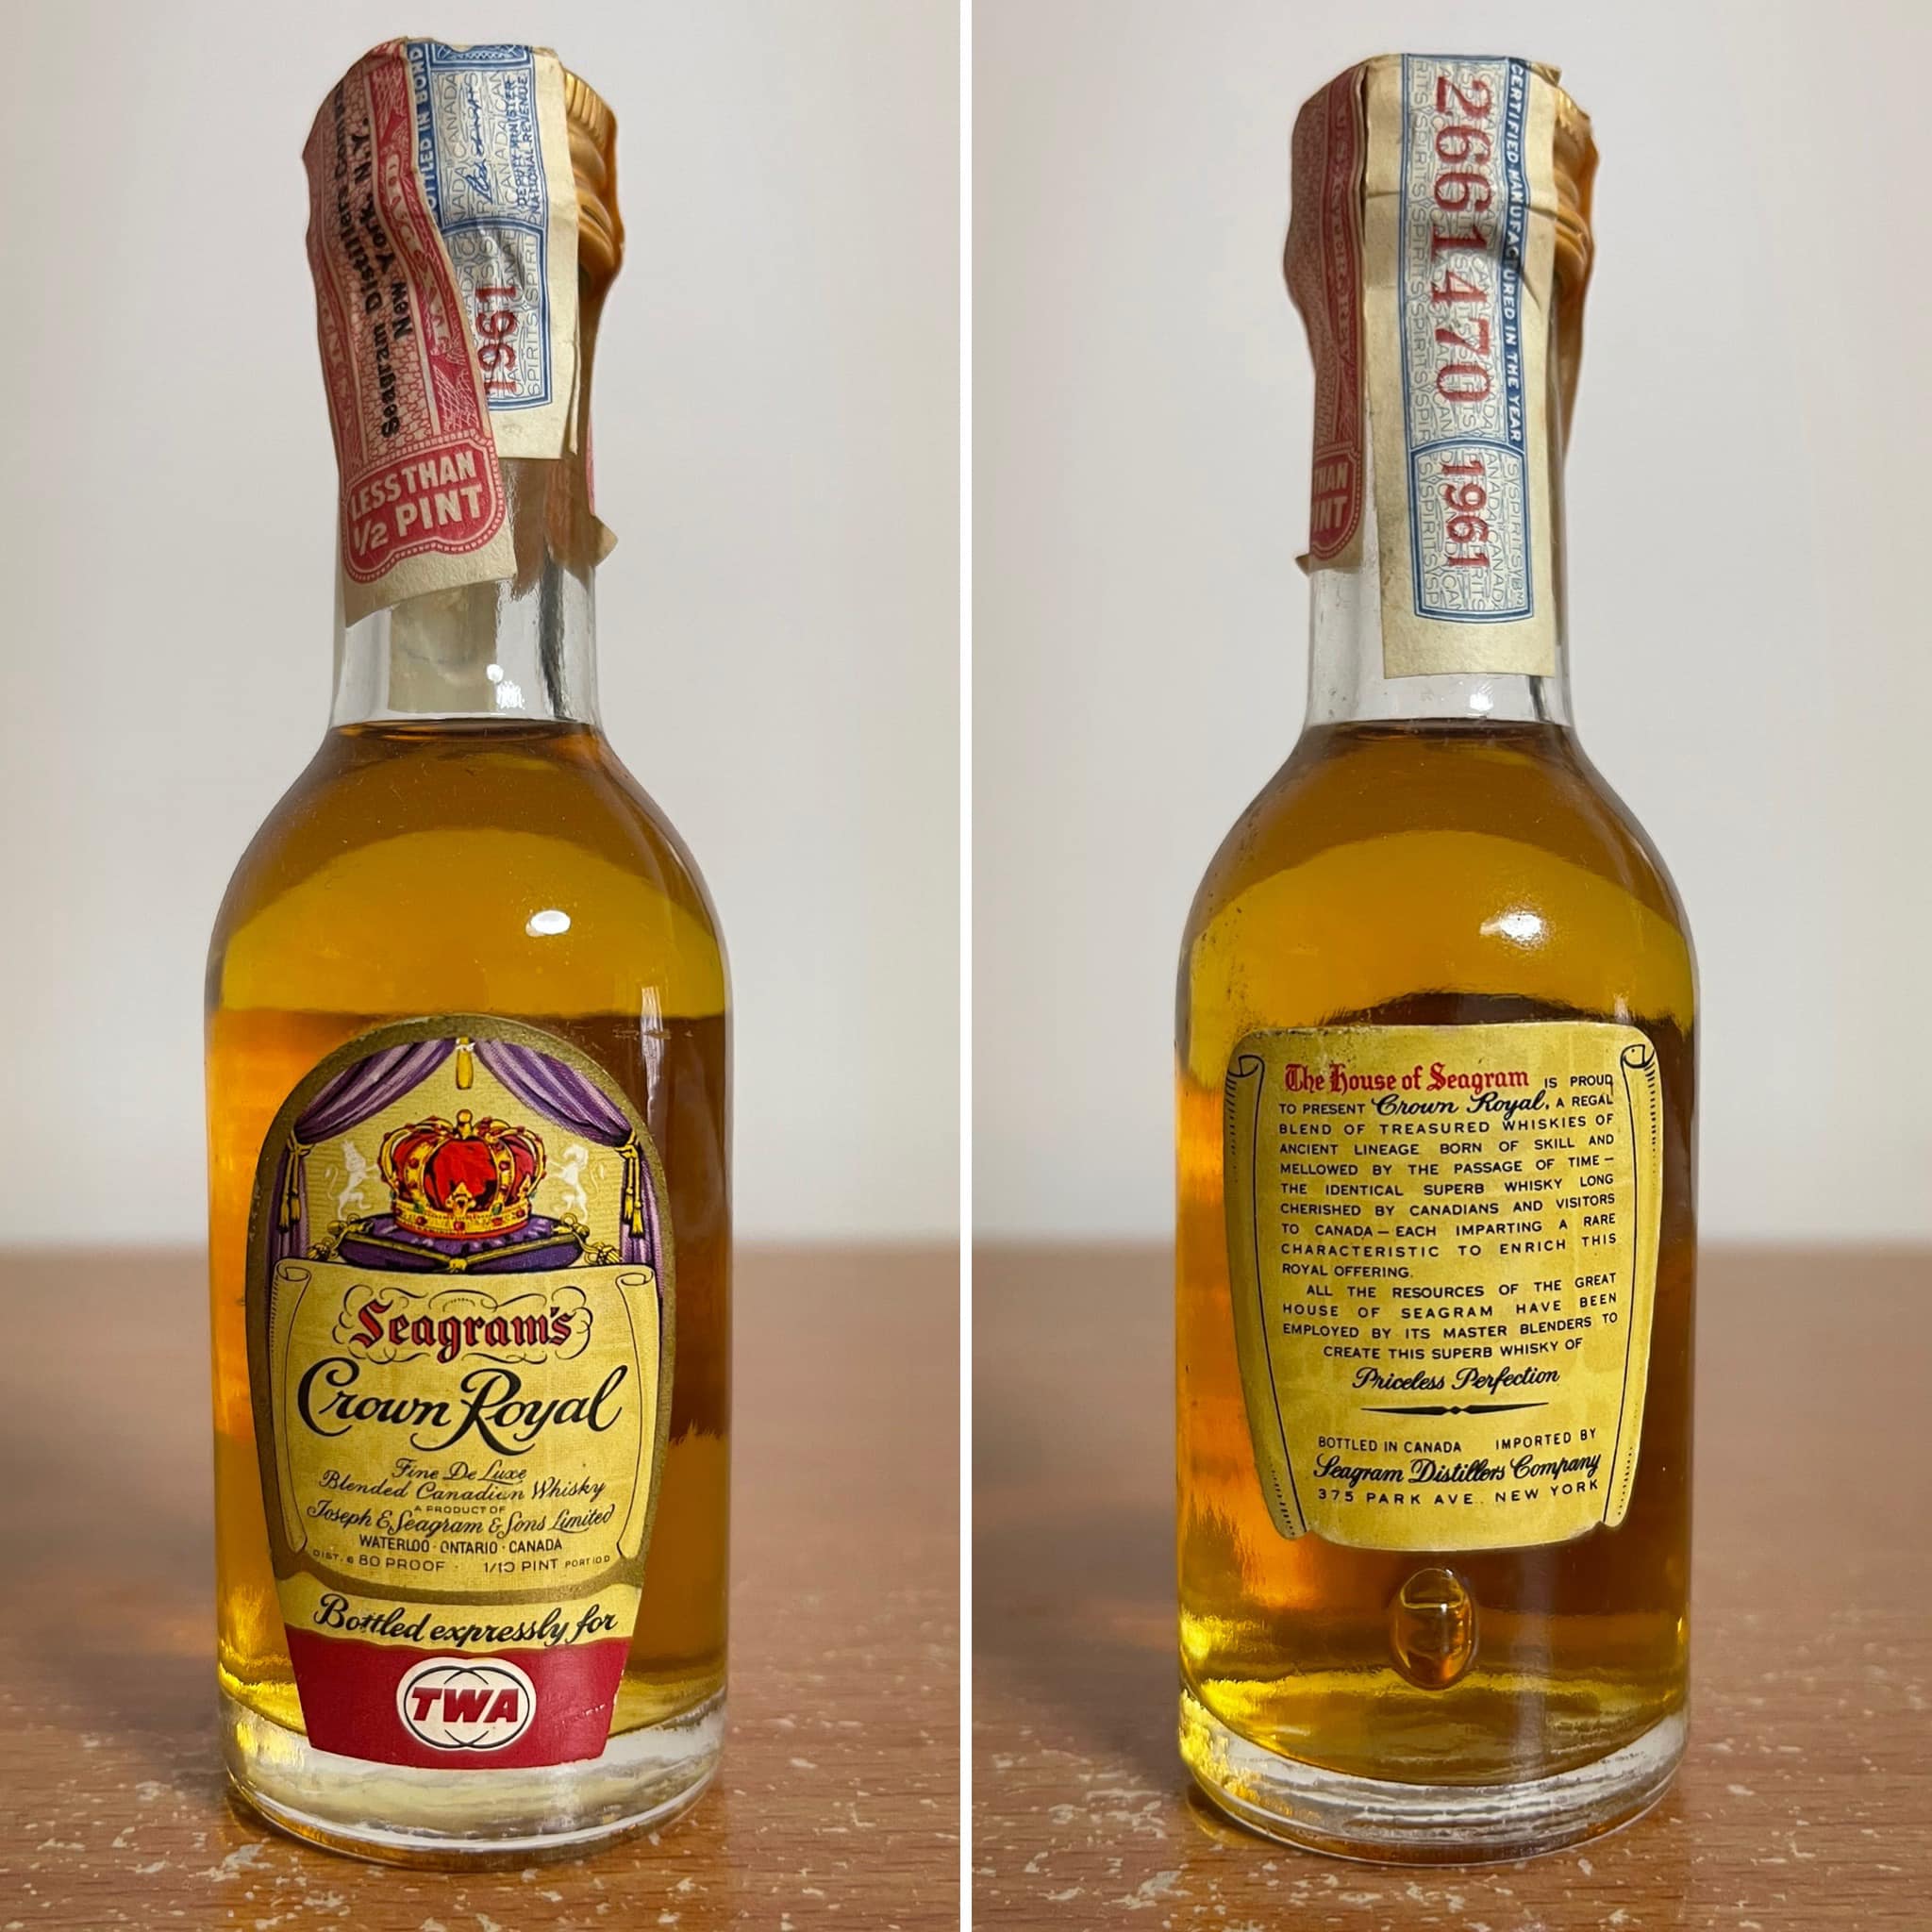 Seagram Distillers
New York, N.Y.
LESS THAN
1/2 PINT
BOTTLED IN BOND
DEPUTY MINISTER
NATIONAL REVENUE
1961
Seagram's
Crown Royal
Fine De Luxe
Blended Canadian Whisky
A PRODUCT OF
Joseph E. Seagram & Sons Limited
WATERLOO · ONTARIO · CANADA
80 PROOF 1/10 PINT
Bottled expressly for
TWA
2661470 1961
CERTIFIED MANUFACTURED IN THE YEAR
The House of Seagram IS PROUD
TO PRESENT Crown Royal, A REGAL
BLEND OF TREASURED WHISKIES OF
ANCIENT LINEAGE BORN OF SKILL AND
MELLOWED BY THE PASSAGE OF TIME—
THE IDENTICAL SUPERB WHISKY LONG
CHERISHED BY CANADIANS AND VISITORS
TO CANADA—EACH IMPARTING A RARE
CHARACTERISTIC TO ENRICH THIS
ROYAL OFFERING.
ALL THE RESOURCES OF THE GREAT
HOUSE OF SEAGRAM HAVE BEEN
EMPLOYED BY ITS MASTER BLENDERS TO
CREATE THIS SUPERB WHISKY OF
Priceless Perfection
BOTTLED IN CANADA IMPORTED BY
Seagram Distillers Company
375 PARK AVE. NEW YORK